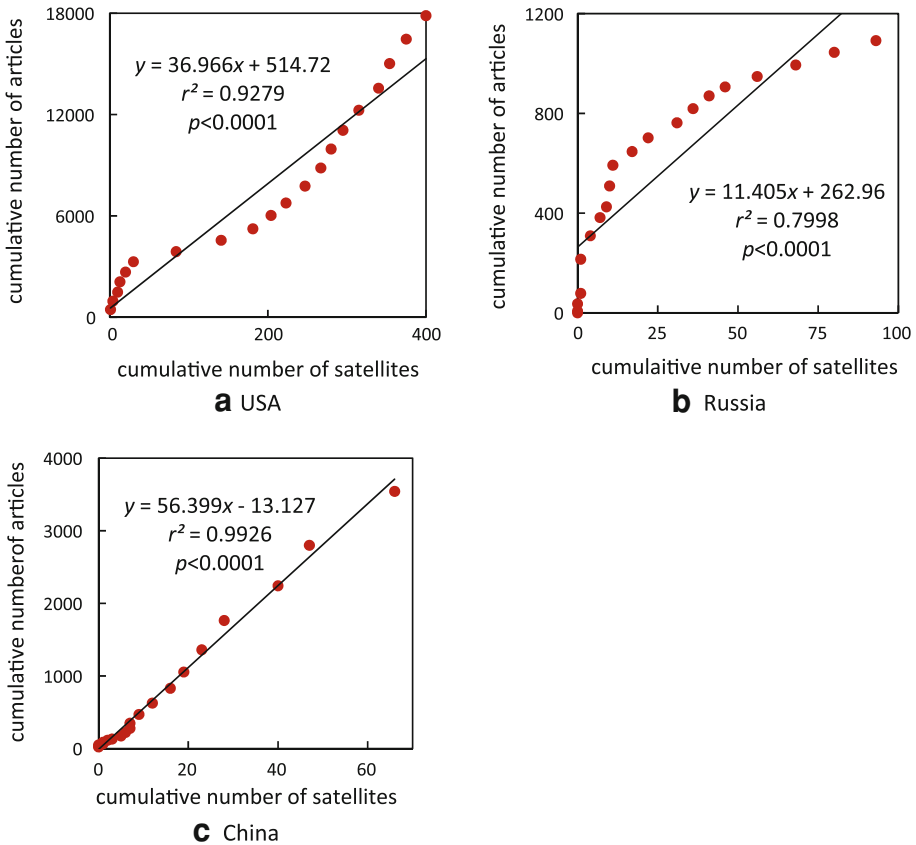 cumulative number of articles
18000
12000
6000
0
y = 36.966x + 514.72
r² = 0.9279
p<0.0001
0
200
400
cumulative number of satellites
a USA
cumulative number of articles
1200
800
400
0
y = 11.405x + 262.96
r² = 0.7998
p<0.0001
0
25
50
75
100
cumulaitive number of satellites
b Russia
cumulative numberof articles
4000
3000
2000
1000
0
y = 56.399x - 13.127
r² = 0.9926
p<0.0001
0
20
40
60
cumulative number of satellites
c China